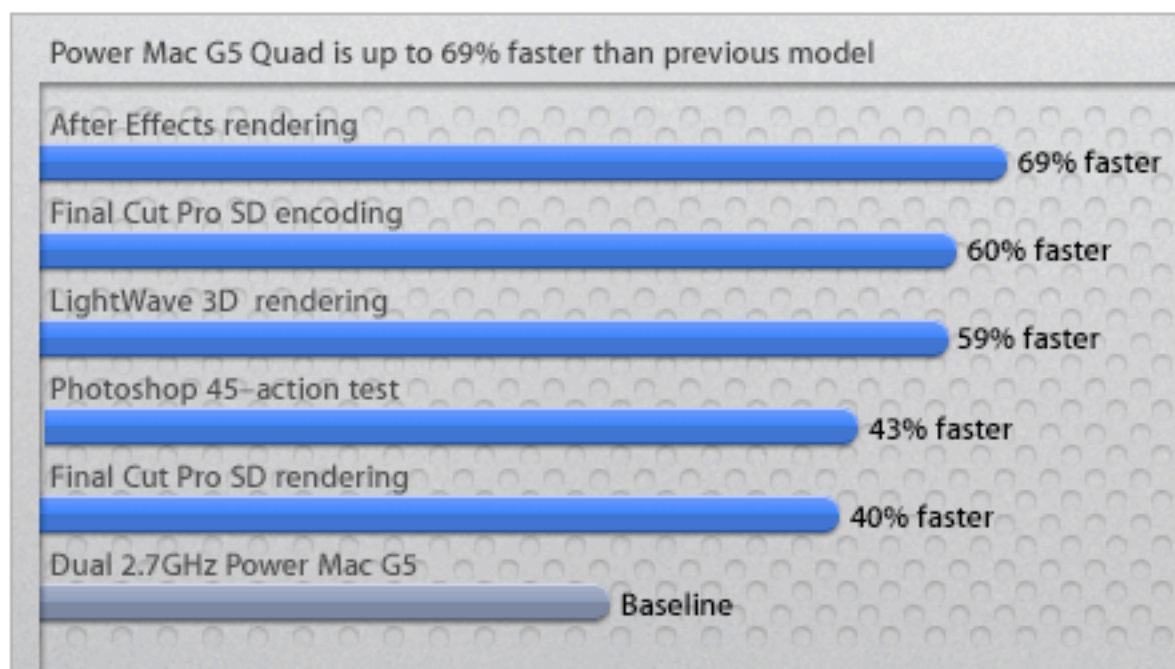 Power Mac G5 Quad is up to 69% faster than previous model
After Effects rendering
69% faster
Final Cut Pro SD encoding
60% faster
LightWave 3D rendering
59% faster
Photoshop 45–action test
43% faster
Final Cut Pro SD rendering
40% faster
Dual 2.7GHz Power Mac G5
Baseline